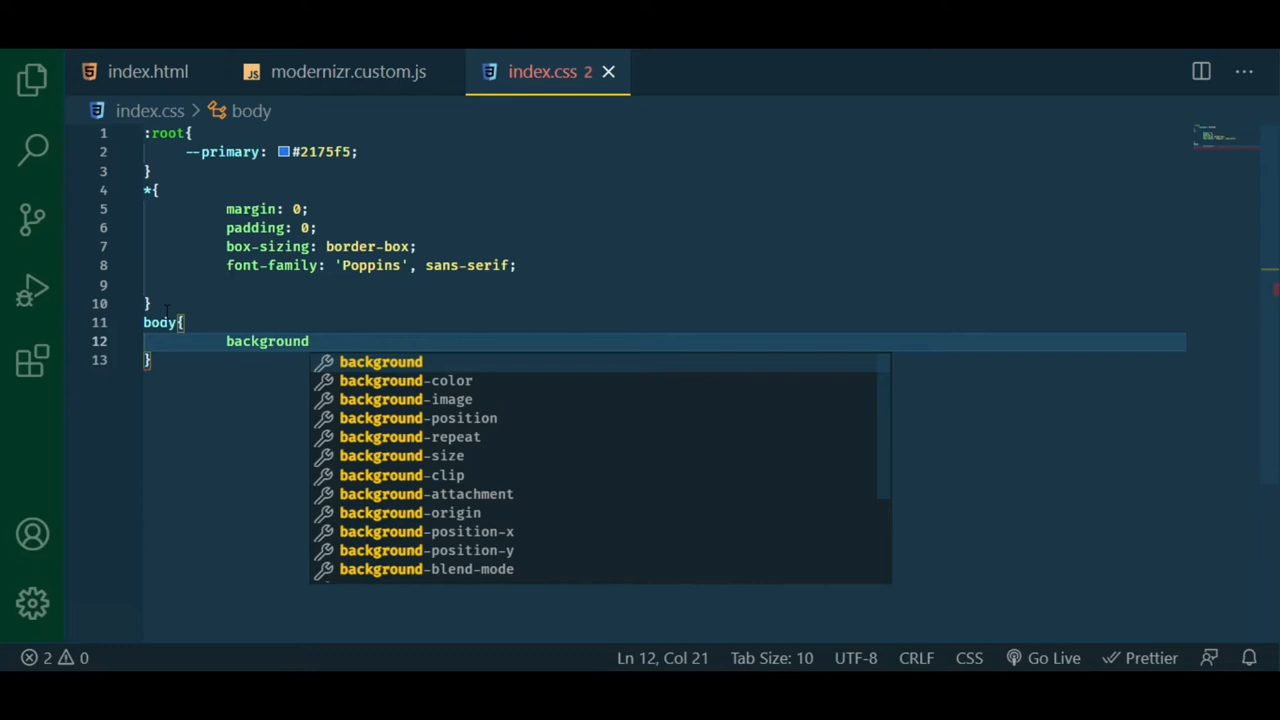 index.html
JS modernizr.custom.js
index.css 2
index.css > body
1 :root{
2 --primary: #2175f5;
3 }
4 *{
5 margin: 0;
6 padding: 0;
7 box-sizing: border-box;
8 font-family: 'Poppins', sans-serif;
9
10 }
11 body{
12 background
13 }
background
background-color
background-image
background-position
background-repeat
background-size
background-clip
background-attachment
background-origin
background-position-x
background-position-y
background-blend-mode
2 0 Ln 12, Col 21 Tab Size: 10 UTF-8 CRLF CSS Go Live Prettier